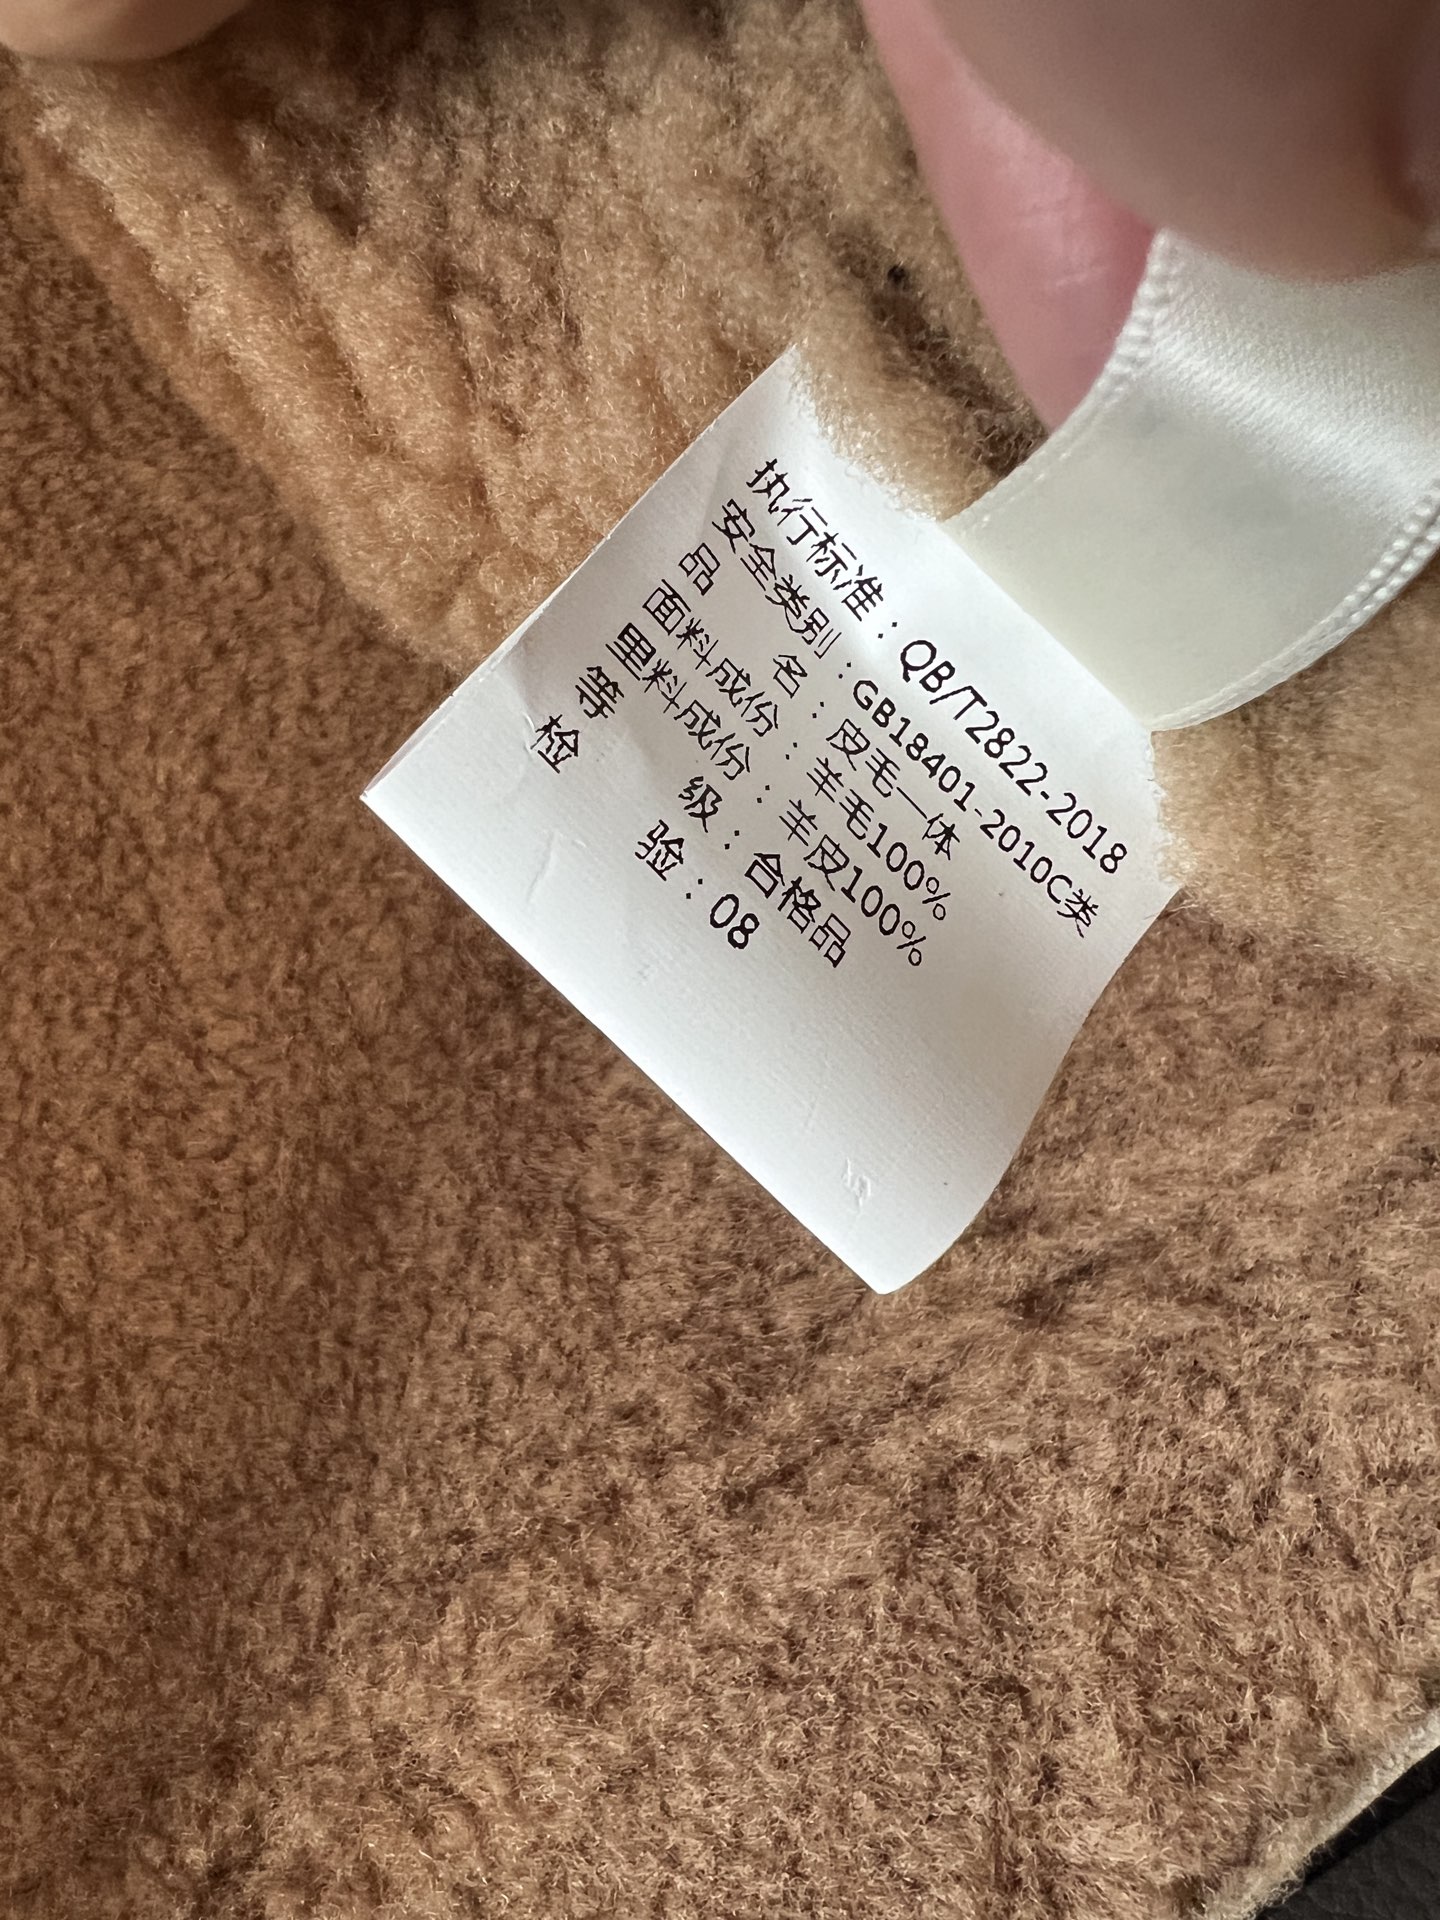 执行标准：QB/T2822-2018
安全类别：GB18401-2010C类
品 名：皮毛一体
面料成份：羊毛100%
里料成份：羊皮100%
等 级：合格品
检 验：08